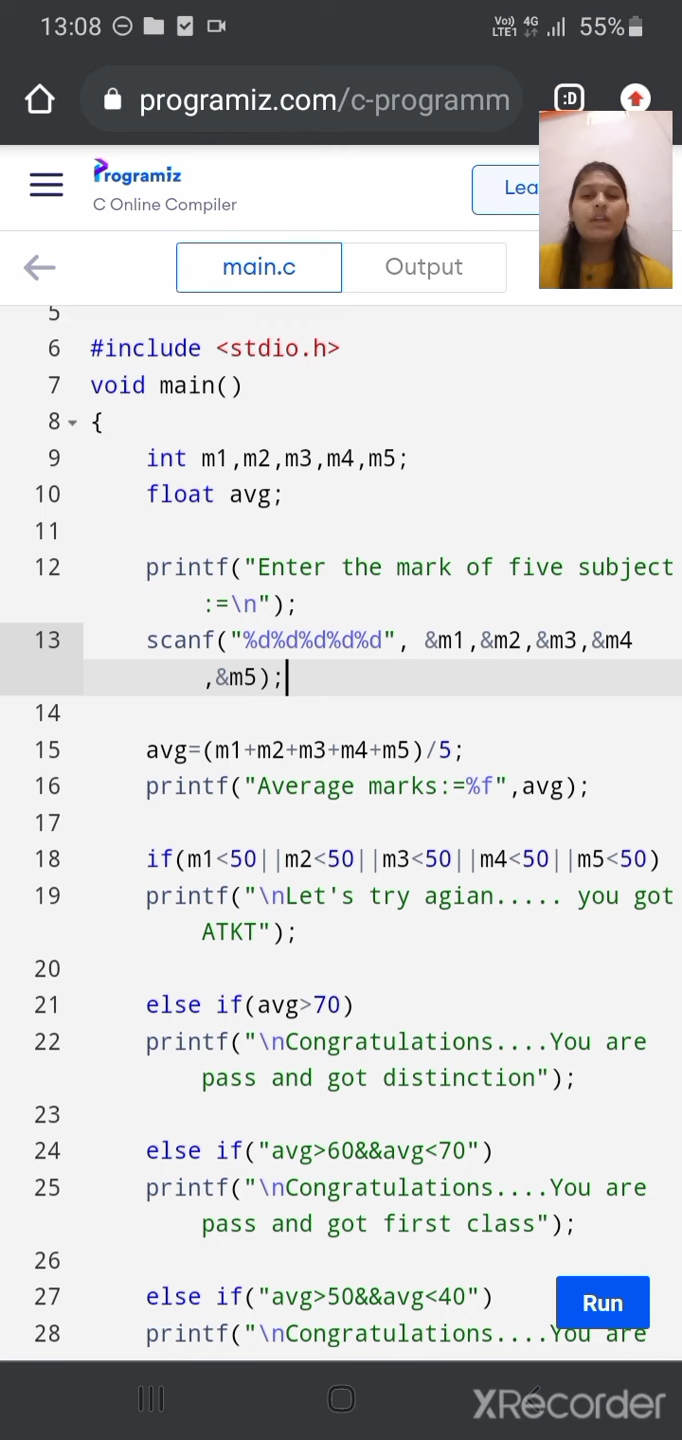 13:08 Vo)) LTE1 4G 55%
programiz.com/c-programm :D
Programiz
C Online Compiler
Lea
main.c Output
5
6 #include <stdio.h>
7 void main()
8 {
9 int m1,m2,m3,m4,m5;
10 float avg;
11
12 printf("Enter the mark of five subject
:=\n");
13 scanf("%d%d%d%d%d", &m1,&m2,&m3,&m4
,&m5);
14
15 avg=(m1+m2+m3+m4+m5)/5;
16 printf("Average marks:=%f",avg);
17
18 if(m1<50||m2<50||m3<50||m4<50||m5<50)
19 printf("\nLet's try agian..... you got
ATKT");
20
21 else if(avg>70)
22 printf("\nCongratulations....You are
pass and got distinction");
23
24 else if("avg>60&&avg<70")
25 printf("\nCongratulations....You are
pass and got first class");
26
27 else if("avg>50&&avg<40")
28 printf("\nCongratulations....You are
Run
XRecorder